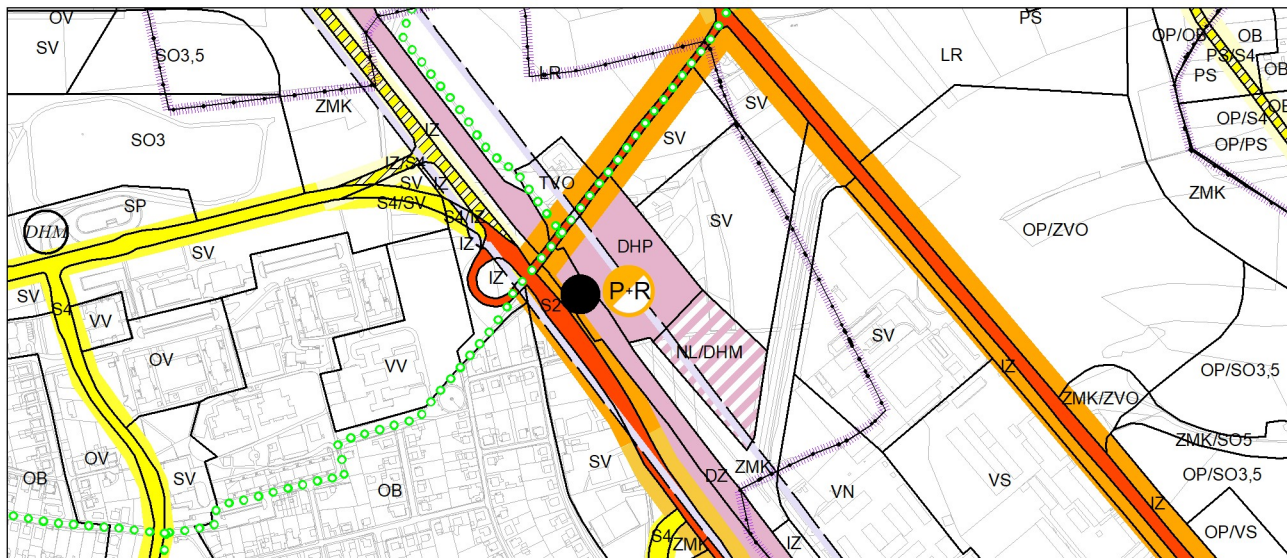 OV
PS
OB
SV
OP/OB
OB
SO3,5
LR
PS/S4
LR
PS
OB
SV
ZMK
IZ
OP/S4
SO3
SV
OP/PS
IZ/S4
TVO
SV
IZ
ZMK
SP
S4/SV
S4/IZ
SV
DHM
SV
IZ
DHP
OP/ZVO
SV
IZ
S4
S2
P+R
VV
SV
OV
VV
NL/DHM
IZ
OP/SO3,5
ZMK/ZVO
ZMK/SO5
OV
SV
SV
DZ
ZMK
OP/SO3,5
OB
OB
VN
VS
IZ
S4
ZMK
IZ
OP/VS